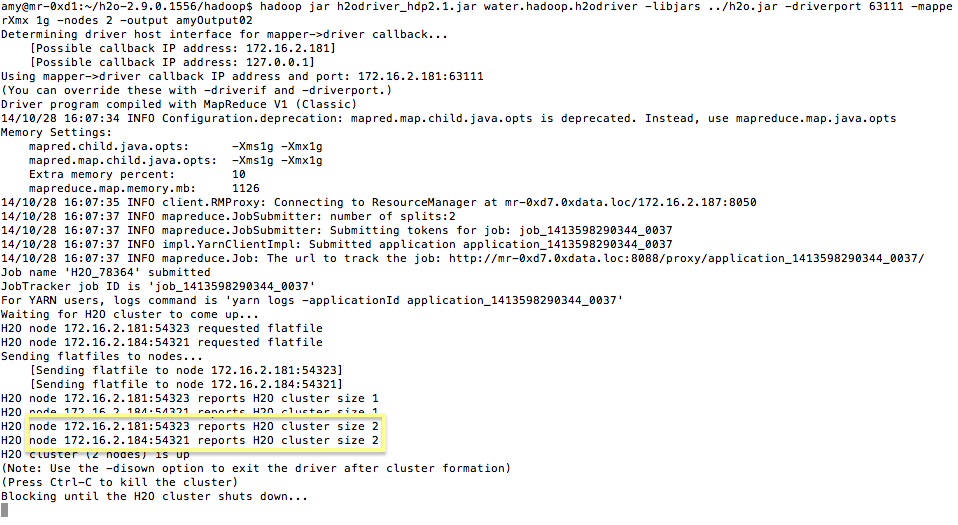 amy@mr-0xd1:~/h2o-2.9.0.1556/hadoop$ hadoop jar h2odriver_hdp2.1.jar water.hadoop.h2odriver -libjars ../h2o.jar -driverport 63111 -mappe
rXmx 1g -nodes 2 -output amyOutput02
Determining driver host interface for mapper->driver callback...
    [Possible callback IP address: 172.16.2.181]
    [Possible callback IP address: 127.0.0.1]
Using mapper->driver callback IP address and port: 172.16.2.181:63111
(You can override these with -driverif and -driverport.)
Driver program compiled with MapReduce V1 (Classic)
14/10/28 16:07:34 INFO Configuration.deprecation: mapred.map.child.java.opts is deprecated. Instead, use mapreduce.map.java.opts
Memory Settings:
    mapred.child.java.opts:      -Xms1g -Xmx1g
    mapred.map.child.java.opts:  -Xms1g -Xmx1g
    Extra memory percent:        10
    mapreduce.map.memory.mb:     1126
14/10/28 16:07:35 INFO client.RMProxy: Connecting to ResourceManager at mr-0xd7.0xdata.loc/172.16.2.187:8050
14/10/28 16:07:37 INFO mapreduce.JobSubmitter: number of splits:2
14/10/28 16:07:37 INFO mapreduce.JobSubmitter: Submitting tokens for job: job_1413598290344_0037
14/10/28 16:07:37 INFO impl.YarnClientImpl: Submitted application application_1413598290344_0037
14/10/28 16:07:37 INFO mapreduce.Job: The url to track the job: http://mr-0xd7.0xdata.loc:8088/proxy/application_1413598290344_0037/
Job name 'H2O_78364' submitted
JobTracker job ID is 'job_1413598290344_0037'
For YARN users, logs command is 'yarn logs -applicationId application_1413598290344_0037'
Waiting for H2O cluster to come up...
H2O node 172.16.2.181:54323 requested flatfile
H2O node 172.16.2.184:54321 requested flatfile
Sending flatfiles to nodes...
    [Sending flatfile to node 172.16.2.181:54323]
    [Sending flatfile to node 172.16.2.184:54321]
H2O node 172.16.2.181:54323 reports H2O cluster size 1
H2O node 172.16.2.184:54321 reports H2O cluster size 1
H2O node 172.16.2.181:54323 reports H2O cluster size 2
H2O node 172.16.2.184:54321 reports H2O cluster size 2
H2O cluster (2 nodes) is up
(Note: Use the -disown option to exit the driver after cluster formation)
(Press Ctrl-C to kill the cluster)
Blocking until the H2O cluster shuts down...